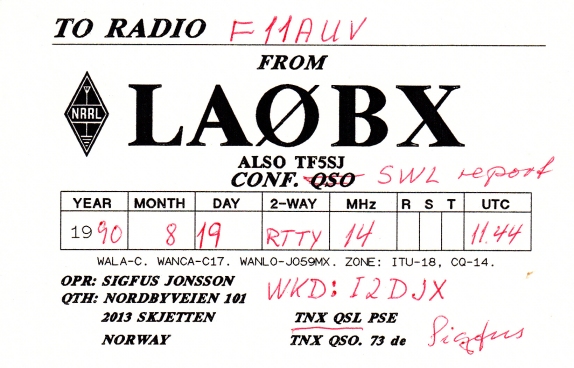 TO RADIO F11AUV
FROM
NRRL
LAØBX
ALSO TF5SJ
CONF. QSO SWL report
YEAR MONTH DAY 2-WAY MHz R S T UTC
1990 8 19 RTTY 14 11.44
WALA-C. WANCA-C17. WANLO-JO59MX. ZONE: ITU-18, CQ-14.
OPR: SIGFUS JONSSON
QTH: NORDBYVEIEN 101
WKD: I2DJX
2013 SKJETTEN
TNX QSL PSE
NORWAY
TNX QSO. 73 de Sigfus